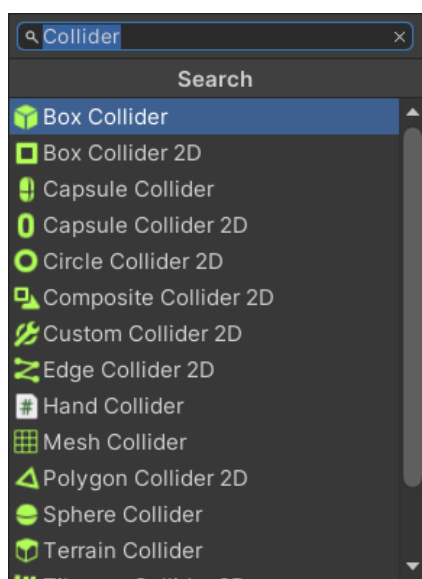 Collider
Search
Box Collider
Box Collider 2D
Capsule Collider
Capsule Collider 2D
Circle Collider 2D
Composite Collider 2D
Custom Collider 2D
Edge Collider 2D
# Hand Collider
Mesh Collider
Polygon Collider 2D
Sphere Collider
Terrain Collider